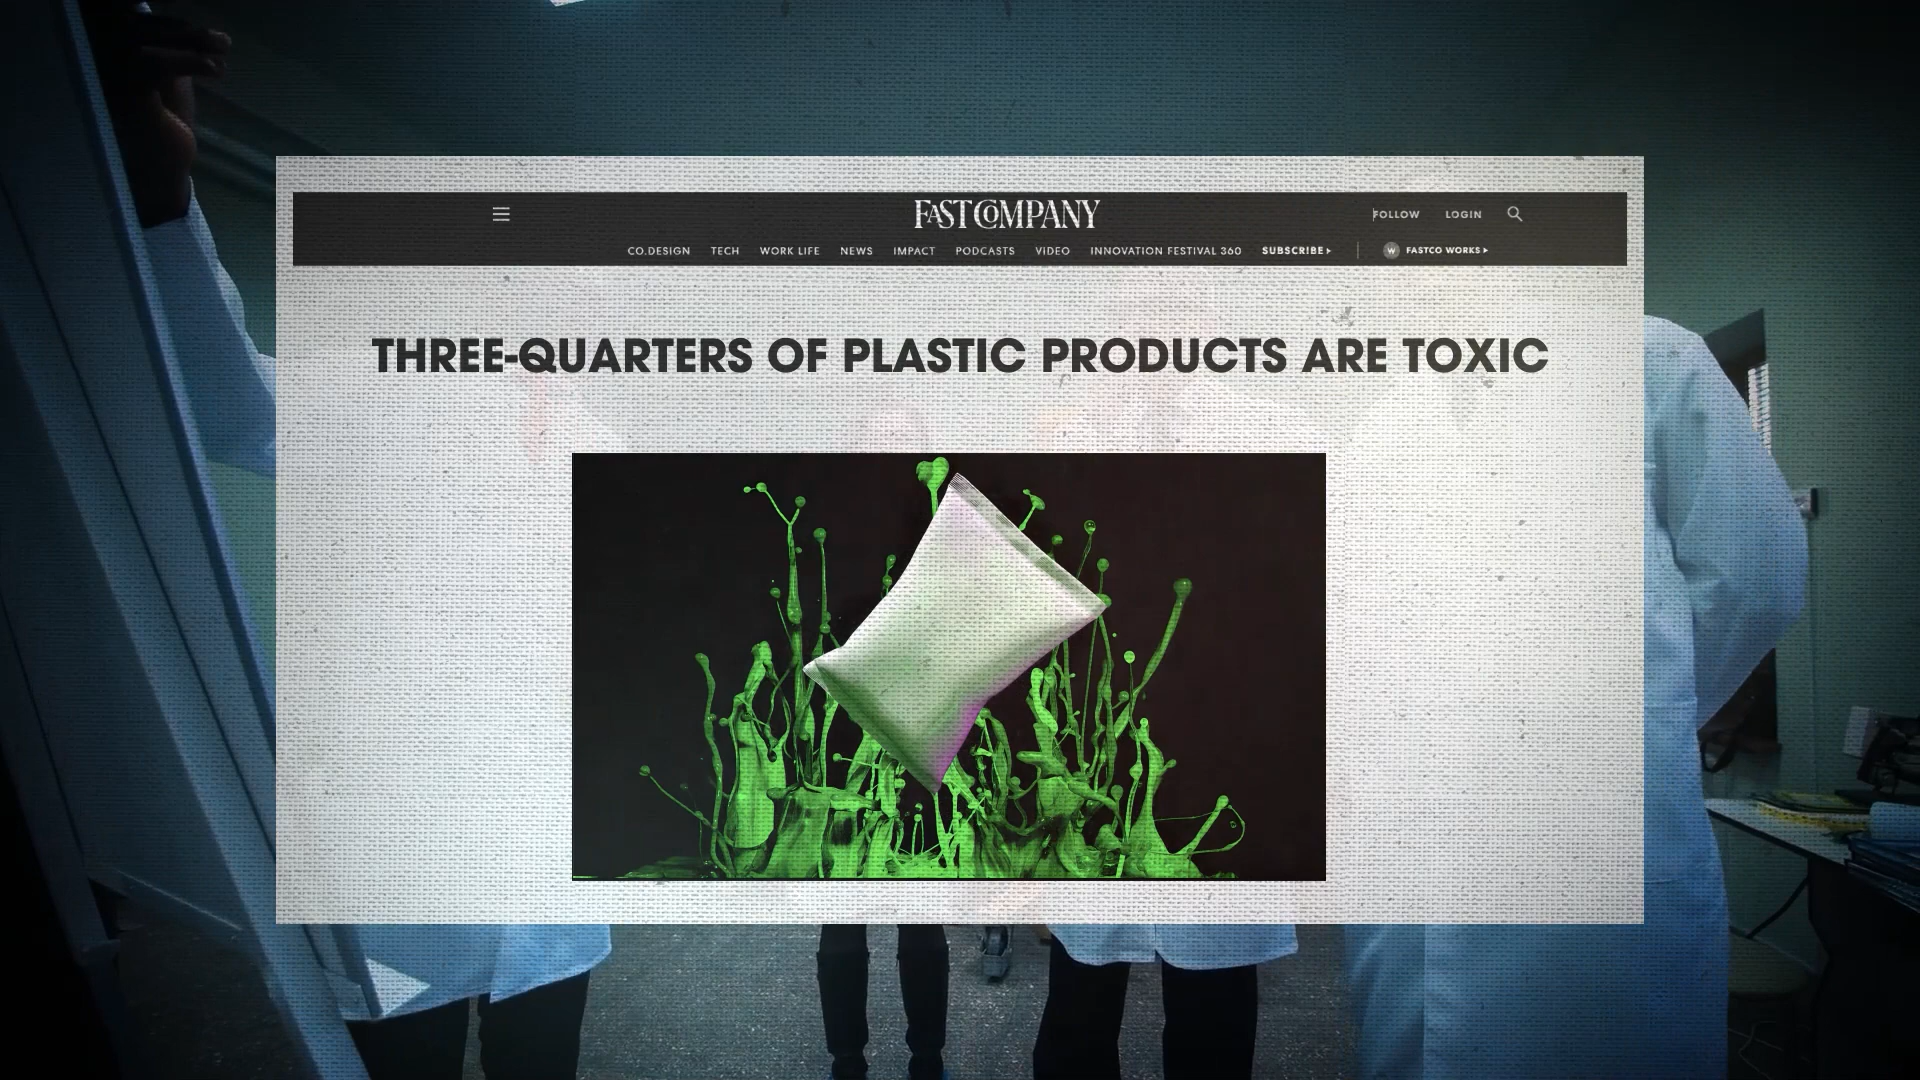 FAST COMPANY
FOLLOW LOGIN
CO.DESIGN TECH WORK LIFE NEWS IMPACT PODCASTS VIDEO INNOVATION FESTIVAL 360 SUBSCRIBE W FASTCO WORKS
THREE-QUARTERS OF PLASTIC PRODUCTS ARE TOXIC